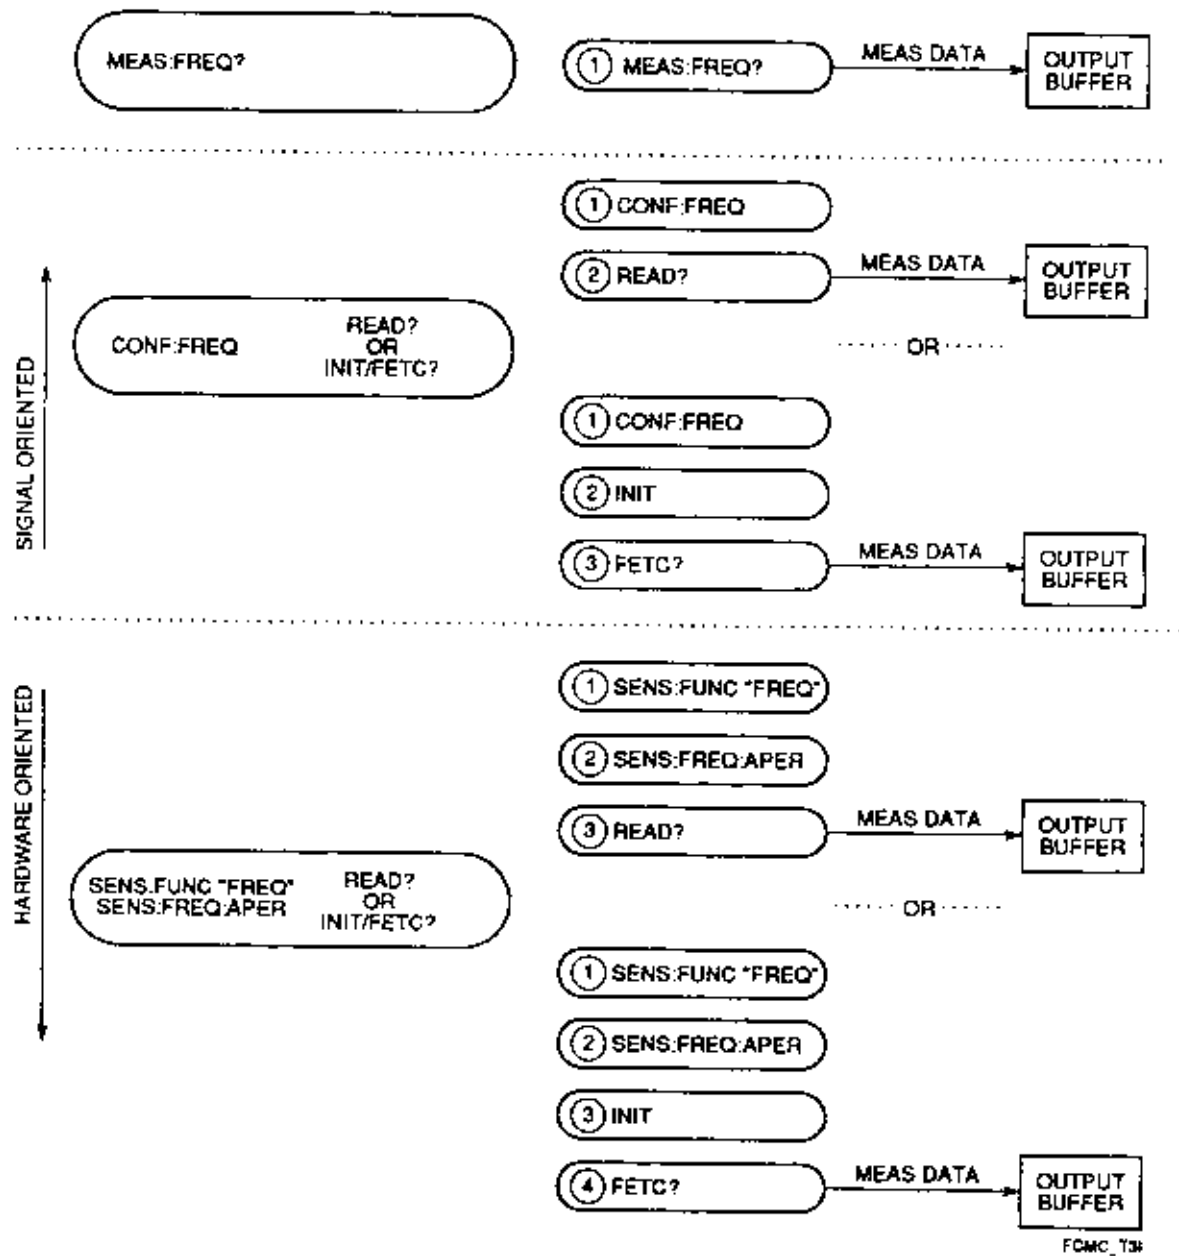 MEAS:FREQ?
1 MEAS:FREQ?
MEAS DATA
OUTPUT
BUFFER
SIGNAL ORIENTED
CONF:FREQ
READ?
OR
INIT/FETC?
1 CONF:FREQ
2 READ?
MEAS DATA
OUTPUT
BUFFER
OR
1 CONF:FREQ
2 INIT
3 FETC?
MEAS DATA
OUTPUT
BUFFER
HARDWARE ORIENTED
SENS:FUNC "FREQ"
SENS:FREQ:APER
READ?
OR
INIT/FETC?
1 SENS:FUNC "FREQ"
2 SENS:FREQ:APER
3 READ?
MEAS DATA
OUTPUT
BUFFER
OR
1 SENS:FUNC "FREQ"
2 SENS:FREQ:APER
3 INIT
4 FETC?
MEAS DATA
OUTPUT
BUFFER